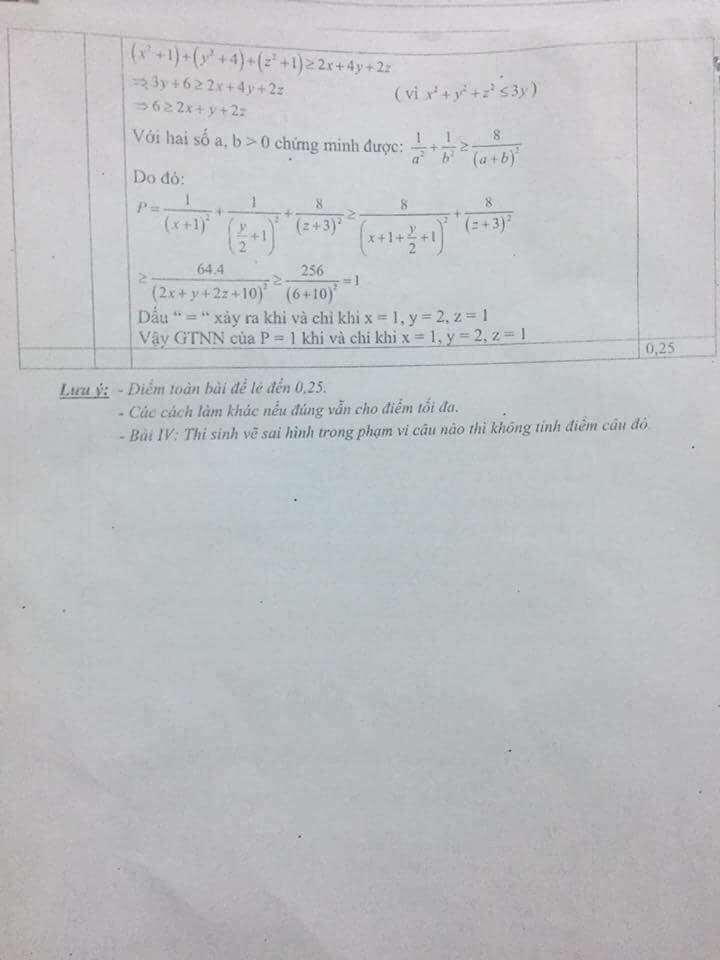 (x² + 1) + (y² + 4) + (z² + 1) ≥ 2x + 4y + 2z
⇒ 3y + 6 ≥ 2x + 4y + 2z ( vì x² + y² + z² ≤ 3y )
⇒ 6 ≥ 2x + y + 2z
Với hai số a, b > 0 chứng minh được: 1/a² + 1/b² ≥ 8/(a + b)²
Do đó:
P = 1/(x + 1)² + 1/(y/2 + 1)² + 8/(z + 3)² ≥ 8/(x + 1 + y/2 + 1)² + 8/(z + 3)²
≥ 64.4/(2x + y + 2z + 10)² ≥ 256/(6 + 10)² = 1
Dấu “ = “ xảy ra khi và chỉ khi x = 1, y = 2, z = 1
Vậy GTNN của P = 1 khi và chỉ khi x = 1, y = 2, z = 1
0,25
Lưu ý: - Điểm toàn bài để lẻ đến 0,25.
- Các cách làm khác nếu đúng vẫn cho điểm tối đa.
- Bài IV: Thí sinh vẽ sai hình trong phạm vi câu nào thì không tính điểm câu đó.